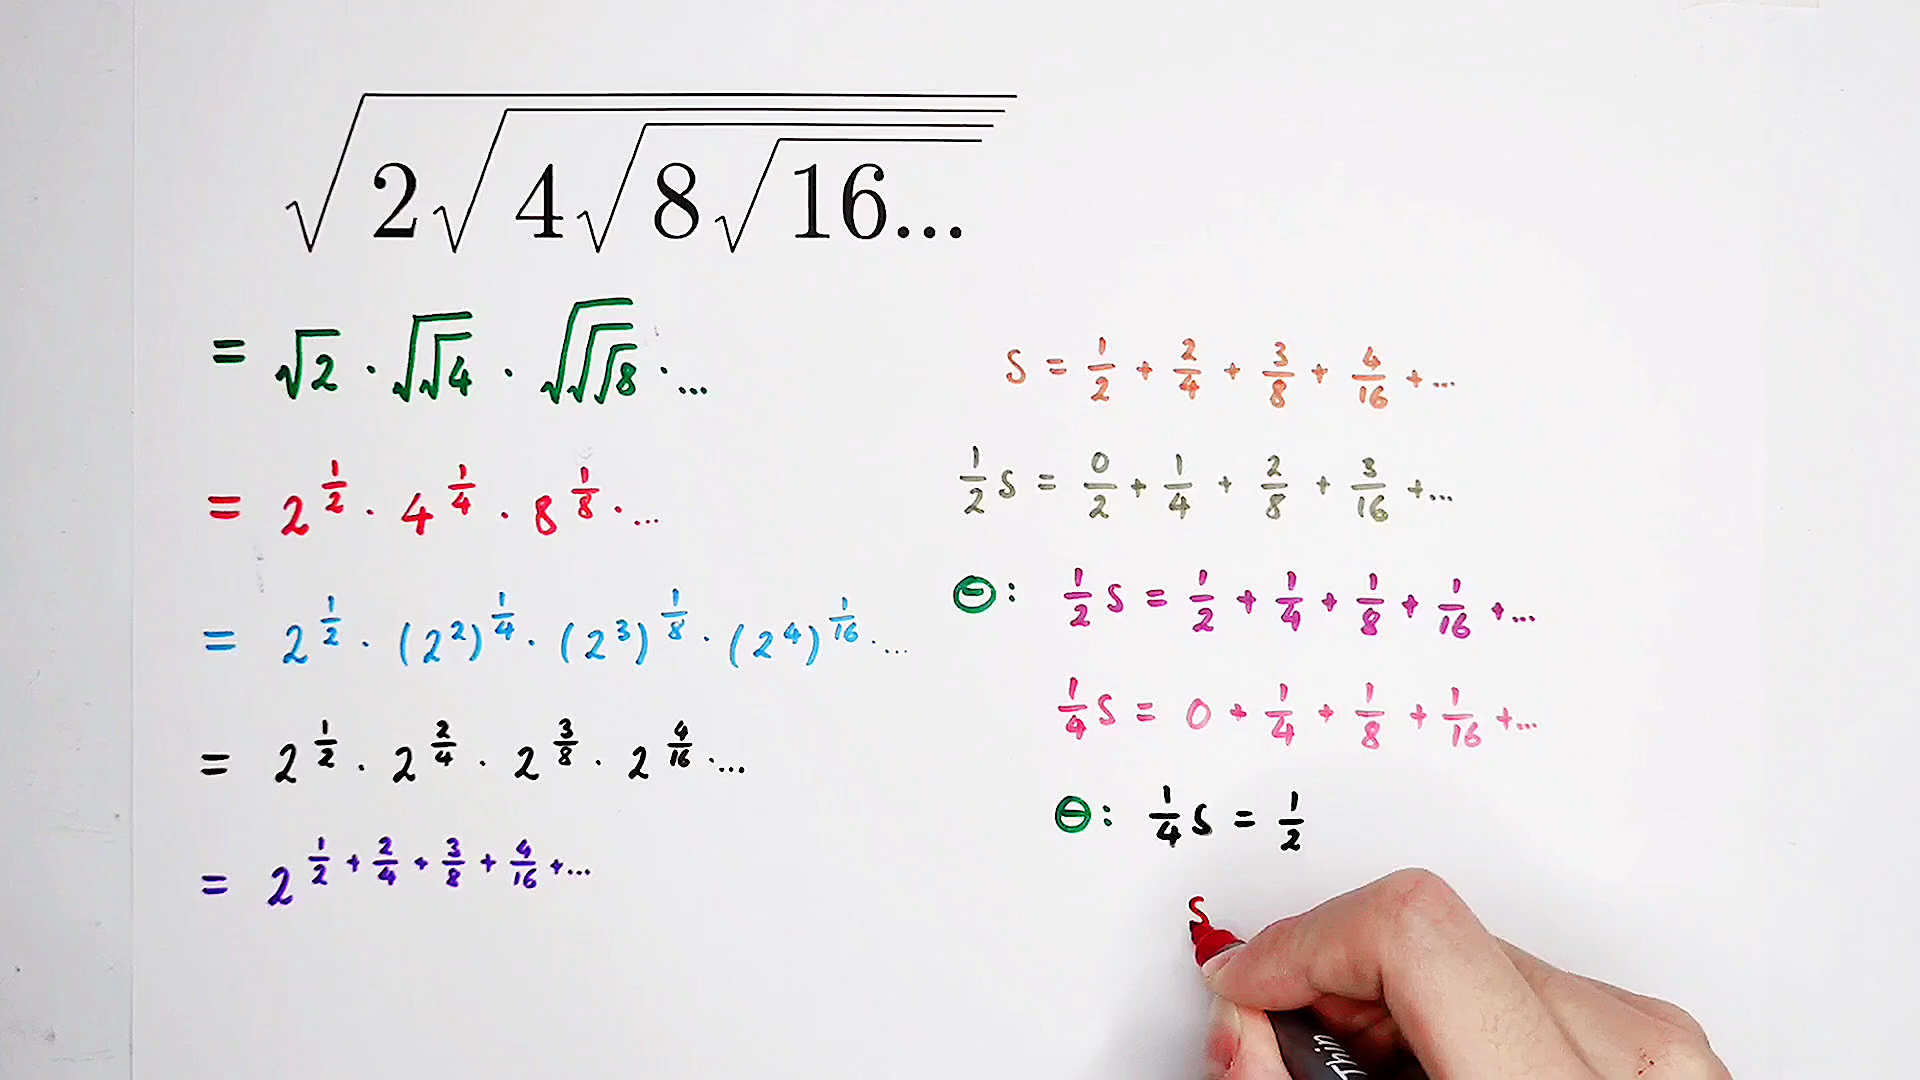 √2√4√8√16...
= √2 · √√4 · √√√8 · ...
= 2^(1/2) · 4^(1/4) · 8^(1/8) · ...
= 2^(1/2) · (2^2)^(1/4) · (2^3)^(1/8) · (2^4)^(1/16) · ...
= 2^(1/2) · 2^(2/4) · 2^(3/8) · 2^(4/16) · ...
= 2^(1/2 + 2/4 + 3/8 + 4/16 + ...)
S = 1/2 + 2/4 + 3/8 + 4/16 + ...
1/2 S = 0/2 + 1/4 + 2/8 + 3/16 + ...
⊖: 1/2 S = 1/2 + 1/4 + 1/8 + 1/16 + ...
1/4 S = 0 + 1/4 + 1/8 + 1/16 + ...
⊖: 1/4 S = 1/2
S
Thin